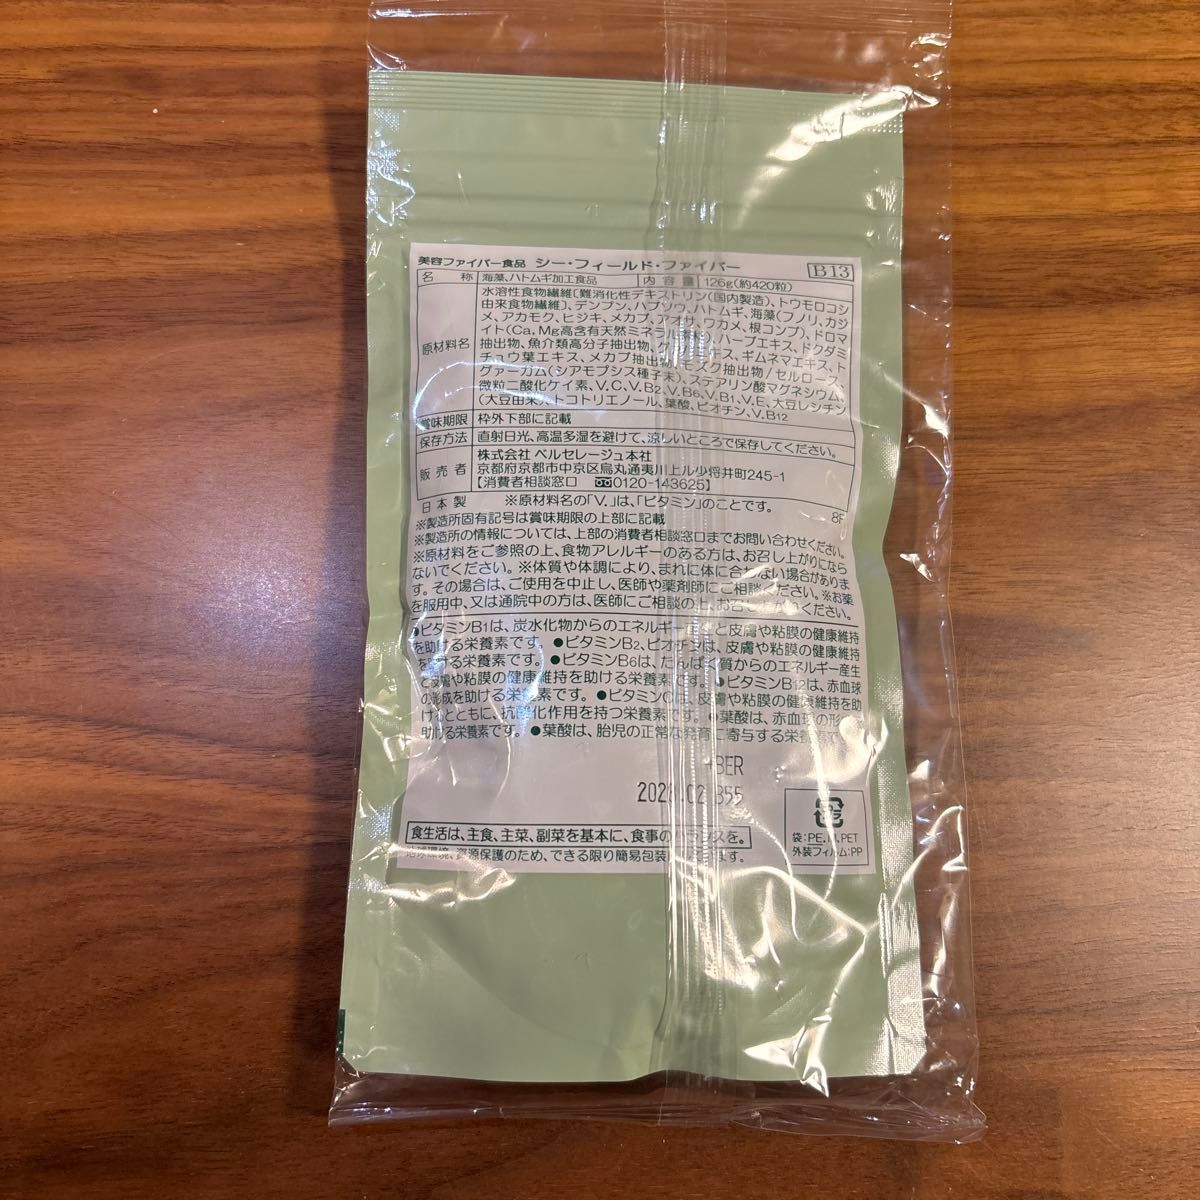 美容ファイバー食品 シー・フィールド・ファイバー B13
名 称 海藻、ハトムギ加工食品 内 容 量 126g(約420粒)
原材料名 水溶性食物繊維〔難消化性デキストリン(国内製造)、トウモロコシ
由来食物繊維〕、デンプン、ハブソウ、ハトムギ、海藻(フノリ、カジ
メ、アカモク、ヒジキ、メカブ、アオサ、ワカメ、根コンブ)、ドロマ
イト(Ca,Mg高含有天然ミネラル 、ハーブエキス、ドクダミ
抽出物、魚介類高分子抽出物、 エキス、ギムネマエキス、ト
チュウ葉エキス、メカブ抽出物、モズク抽出物/セルロース、
グァーガム(シアモプシス種子末)、ステアリン酸マグネシウム、
微粒二酸化ケイ素、V.C、V.B2、V.B6、V.B1、V.E、大豆レシチン
(大豆由来)、トコトリエノール、葉酸、ビオチン、V.B12
賞味期限 枠外下部に記載
保存方法 直射日光、高温多湿を避けて、涼しいところで保存してください。
販 売 者 株式会社 ベルセレージュ本社
京都府京都市中京区烏丸通夷川上ル少将井町245-1
【消費者相談窓口 0120-143625】
日本製 ※原材料名の「V.」は、「ビタミン」のことです。 8F
※製造所固有記号は賞味期限の上部に記載
※製造所の情報については、上部の消費者相談窓口までお問い合わせください。
※原材料をご参照の上、食物アレルギーのある方は、お召し上がりになら
ないでください。※体質や体調により、まれに体に合わない場合がありま
す。その場合は、ご使用を中止し、医師や薬剤師にご相談ください。※お薬
を服用中、又は通院中の方は、医師にご相談の上、お召し がりください。
●ビタミンB1は、炭水化物からのエネルギー と皮膚や粘膜の健康維持
を助ける栄養素です。●ビタミンB2、ビオチンは、皮膚や粘膜の健康維持
を助ける栄養素です。●ビタミンB6は、たんぱく質からのエネルギー産生
と皮膚や粘膜の健康維持を助ける栄養素です。●ビタミンB12は、赤血球
の形成を助ける栄養素です。●ビタミンCは、皮膚や粘膜の健康維持を助
けるとともに、抗酸化作用を持つ栄養素です。●葉酸は、赤血球の形成を
助ける栄養素です。●葉酸は、胎児の正常な発育に寄与する栄養素で
+BER
食生活は、主食、主菜、副菜を基本に、食事のバランスを。
地球環境、資源保護のため、できる限り簡易包装 ます。
プラ
袋:PE,M,PET
外装フィルム:PP